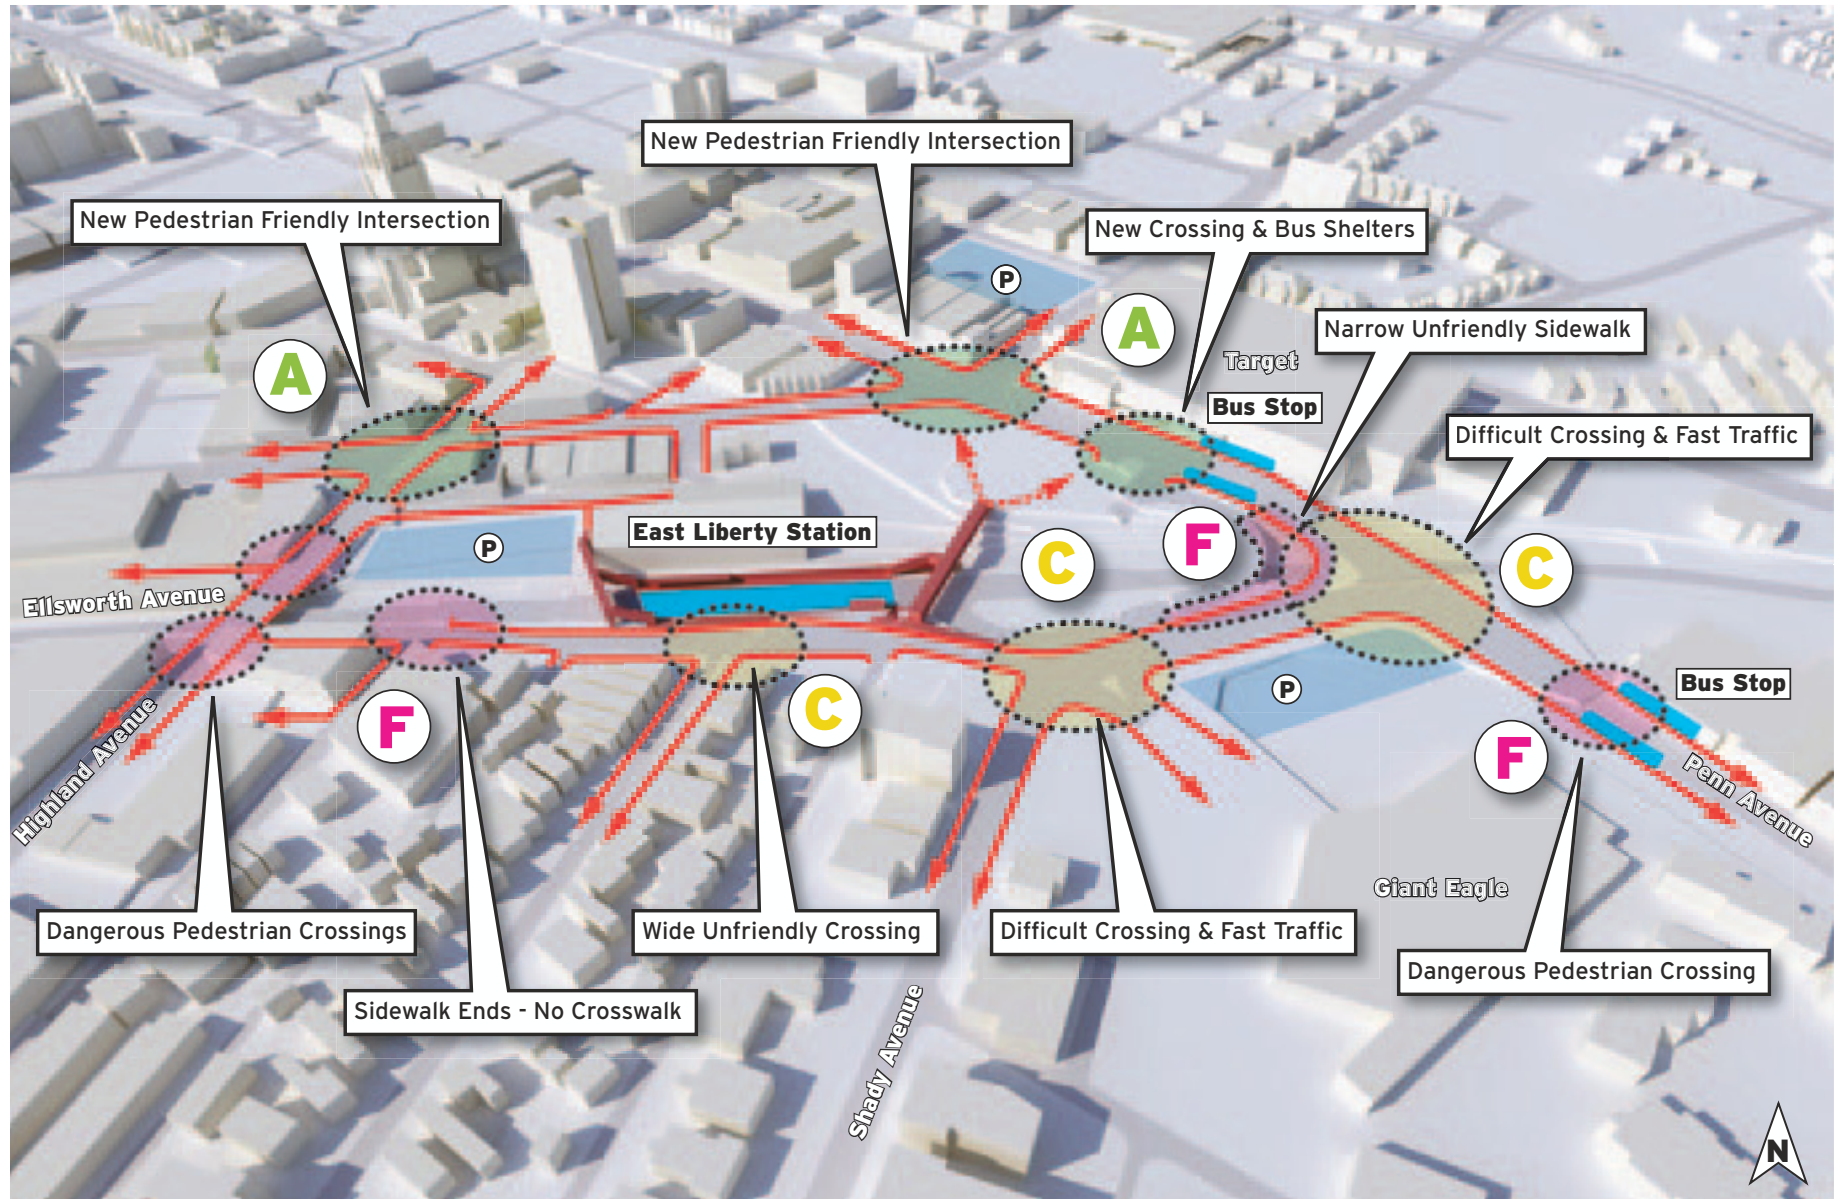 New Pedestrian Friendly Intersection
New Pedestrian Friendly Intersection
New Crossing & Bus Shelters
P
A
Narrow Unfriendly Sidewalk
Target
A
Bus Stop
Difficult Crossing & Fast Traffic
East Liberty Station
P
F
C
C
Ellsworth Avenue
Bus Stop
P
C
F
F
Highland Avenue
Penn Avenue
Giant Eagle
Dangerous Pedestrian Crossings
Wide Unfriendly Crossing
Difficult Crossing & Fast Traffic
Dangerous Pedestrian Crossing
Sidewalk Ends - No Crosswalk
Shady Avenue
N